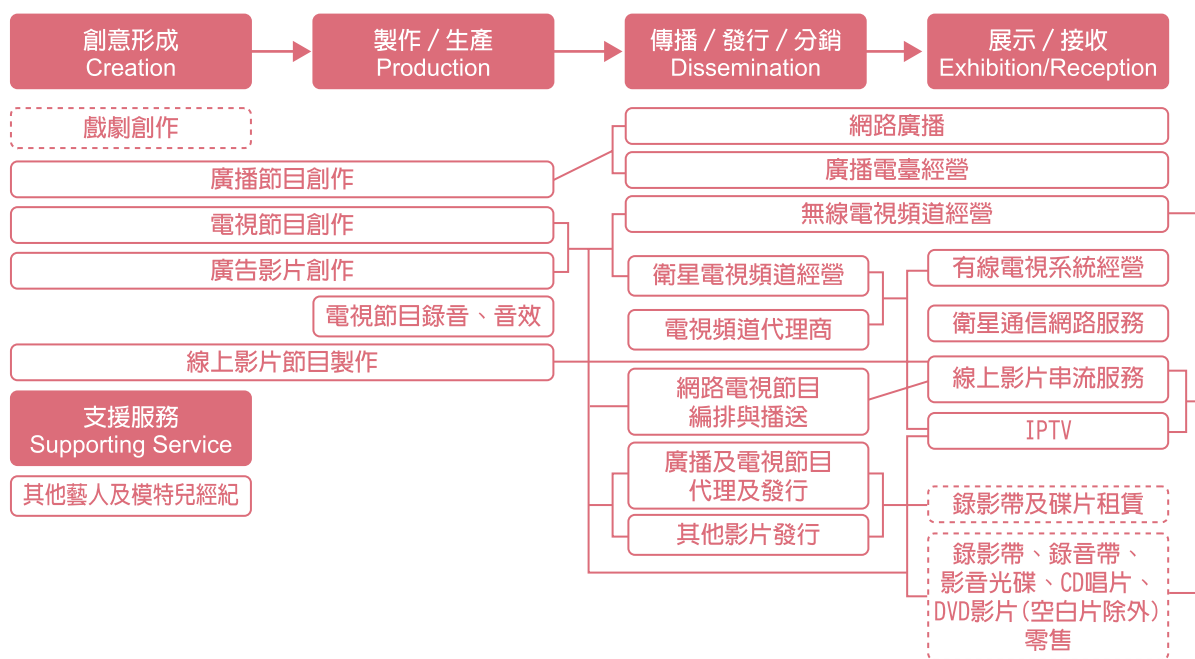 創意形成
Creation
製作 / 生產
Production
傳播 / 發行 / 分銷
Dissemination
展示 / 接收
Exhibition/Reception
戲劇創作
網路廣播
廣播節目創作
廣播電臺經營
電視節目創作
無線電視頻道經營
廣告影片創作
衛星電視頻道經營
有線電視系統經營
電視節目錄音、音效
電視頻道代理商
衛星通信網路服務
線上影片節目製作
網路電視節目
編排與播送
線上影片串流服務
IPTV
支援服務
Supporting Service
其他藝人及模特兒經紀
廣播及電視節目
代理及發行
其他影片發行
錄影帶及碟片租賃
錄影帶、錄音帶、
影音光碟、CD唱片、
DVD影片(空白片除外)
零售